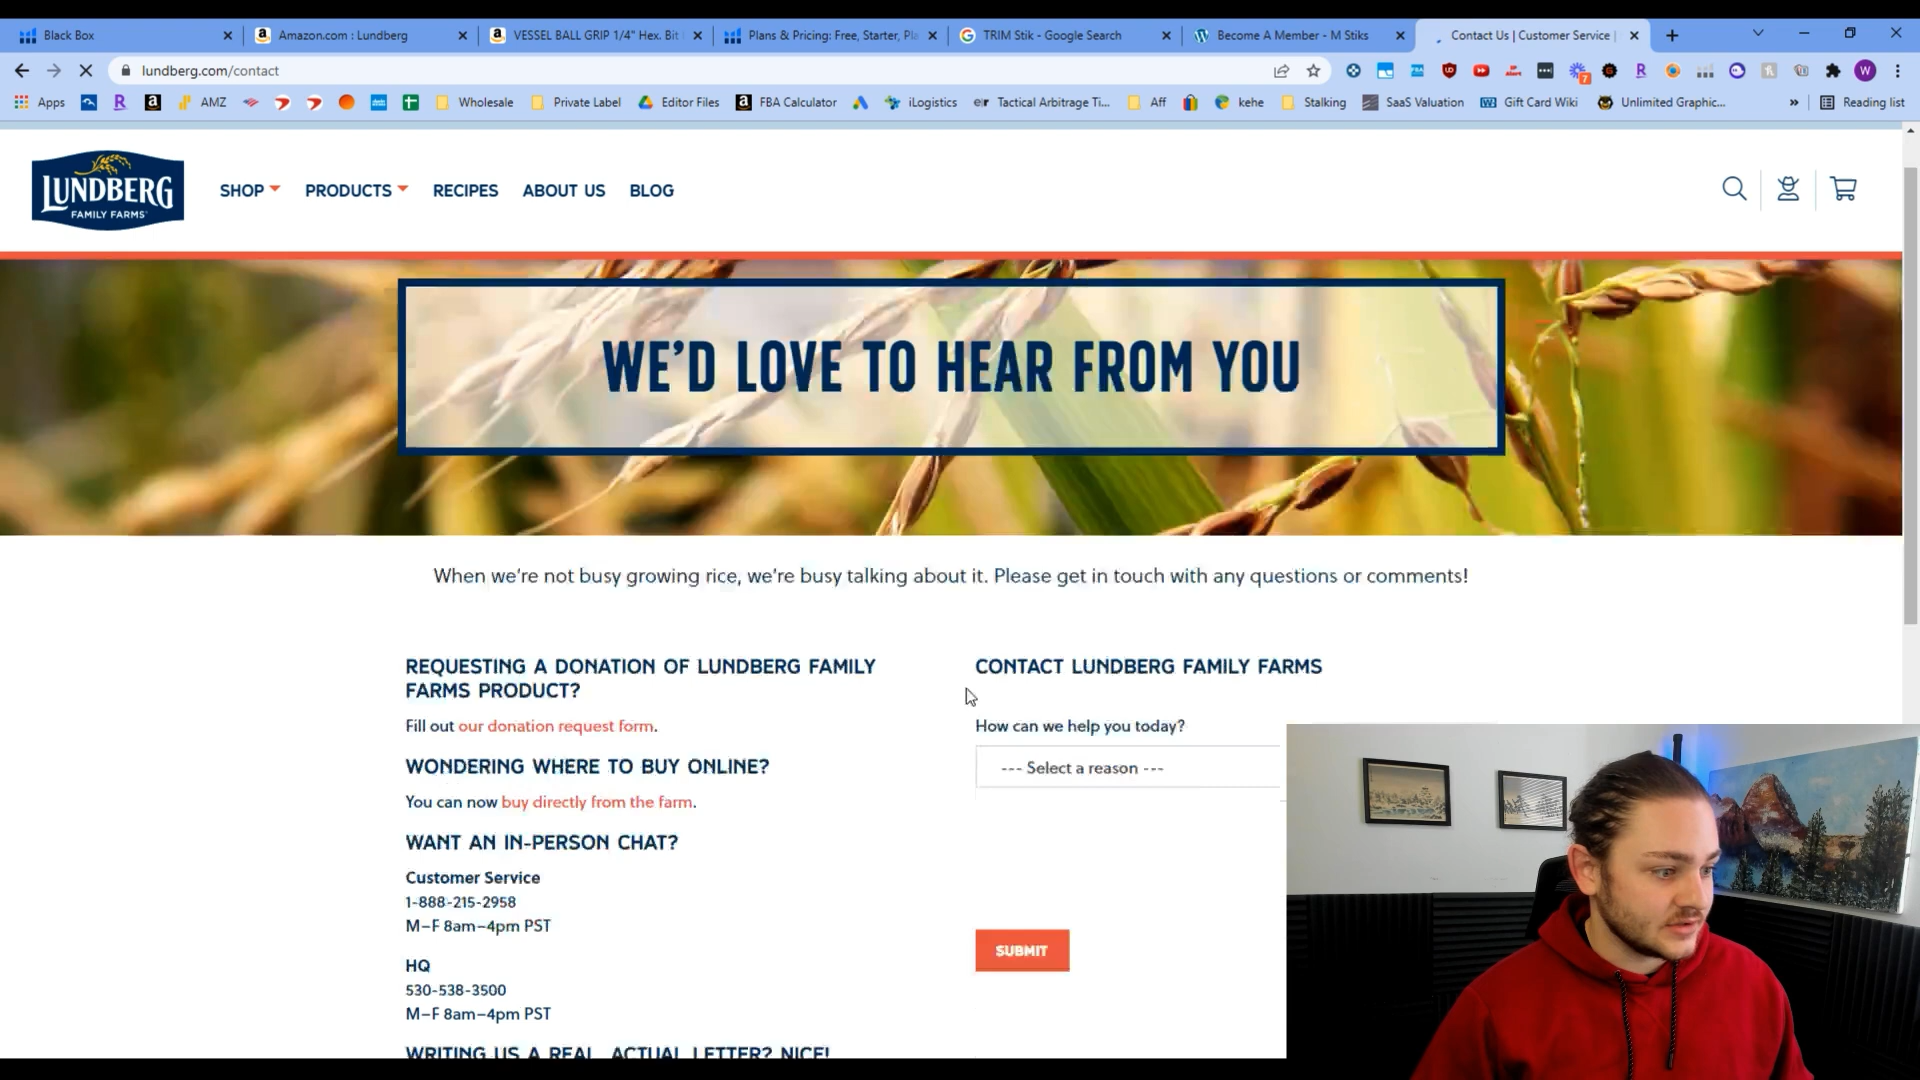 Black Box
Amazon.com : Lundberg
VESSEL BALL GRIP 1/4" Hex. Bit
Plans & Pricing: Free, Starter, Pla
TRIM Stik - Google Search
Become A Member - M Stiks
Contact Us | Customer Service |
lundberg.com/contact
7
W
Apps
AMZ
Wholesale
Private Label
Editor Files
FBA Calculator
iLogistics
Tactical Arbitrage Ti...
Aff
kehe
Stalking
SaaS Valuation
Gift Card Wiki
Unlimited Graphic...
»
Reading list
LUNDBERG
FAMILY FARMS
SHOP
PRODUCTS
RECIPES
ABOUT US
BLOG
WE'D LOVE TO HEAR FROM YOU
When we're not busy growing rice, we're busy talking about it. Please get in touch with any questions or comments!
REQUESTING A DONATION OF LUNDBERG FAMILY
FARMS PRODUCT?
Fill out our donation request form.
WONDERING WHERE TO BUY ONLINE?
You can now buy directly from the farm.
WANT AN IN-PERSON CHAT?
Customer Service
1-888-215-2958
M–F 8am–4pm PST
HQ
530-538-3500
M–F 8am–4pm PST
WRITING US A REAL, ACTUAL LETTER? NICE!
CONTACT LUNDBERG FAMILY FARMS
How can we help you today?
--- Select a reason ---
SUBMIT